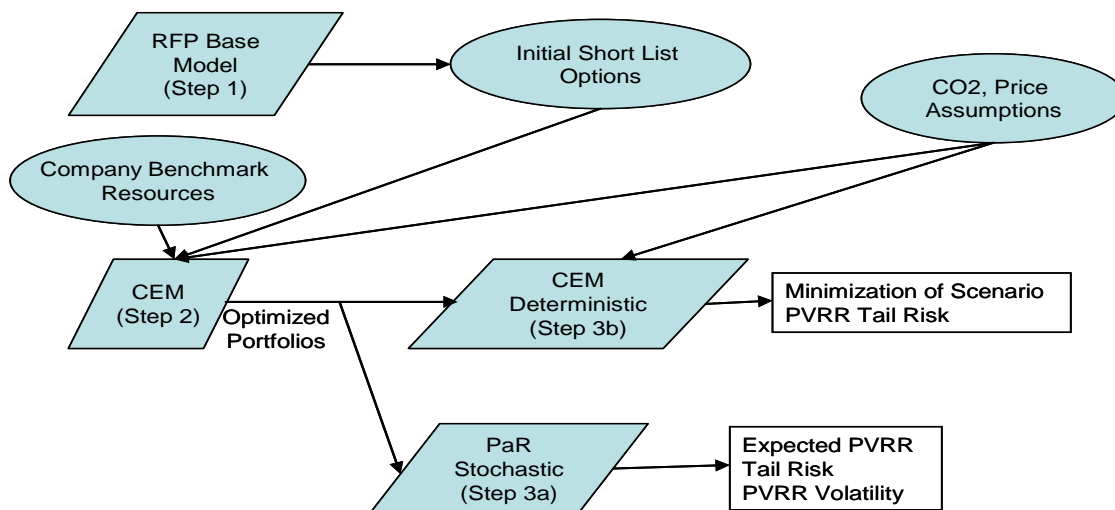 RFP Base
Model
(Step 1)
Initial Short List
Options
CO2, Price
Assumptions
Company Benchmark
Resources
CEM
(Step 2)
Optimized
Portfolios
CEM
Deterministic
(Step 3b)
Minimization of Scenario
PVRR Tail Risk
PaR
Stochastic
(Step 3a)
Expected PVRR
Tail Risk
PVRR Volatility